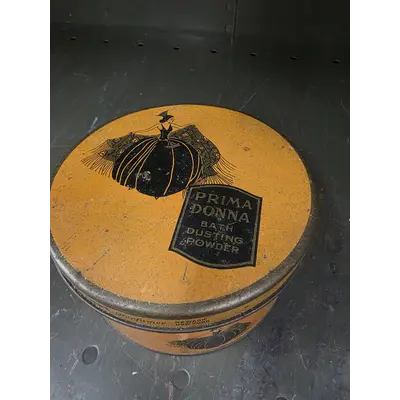 PRIMA
DONNA
BATH
DUSTING
POWDER